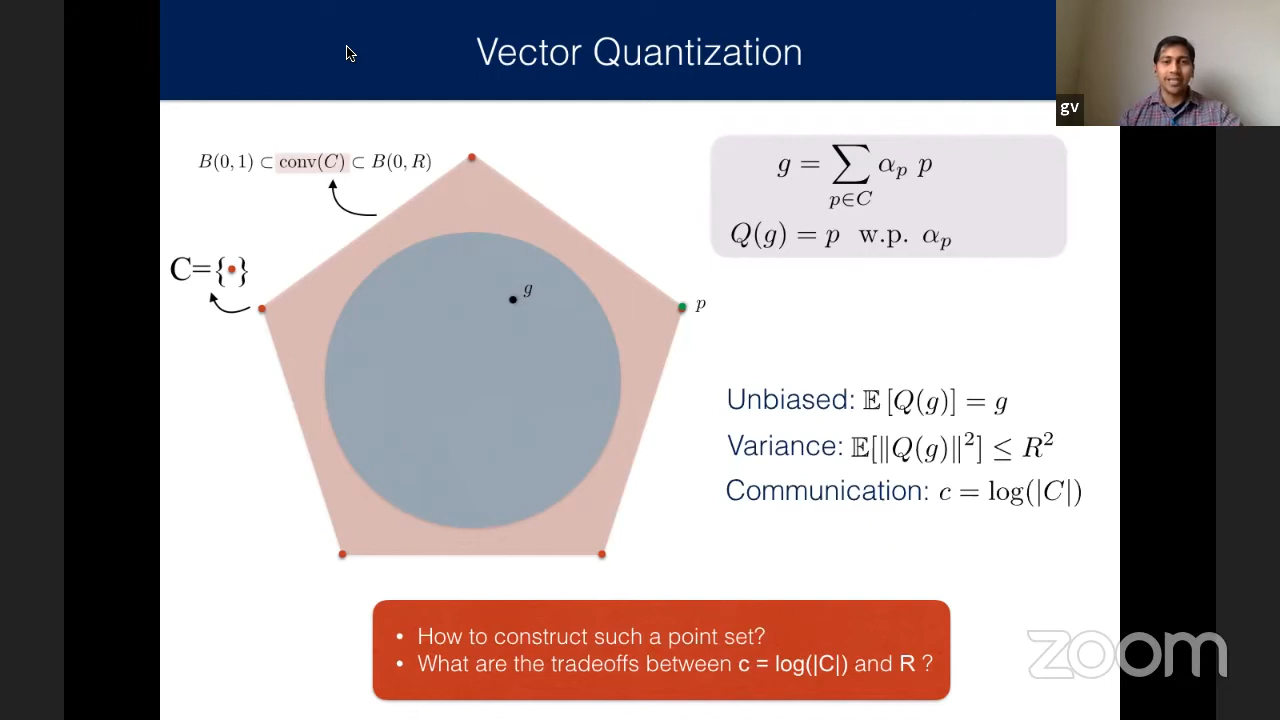 Vector Quantization
gv
B(0, 1) ⊂ conv(C) ⊂ B(0, R)
C={·}
g
p
g = ∑_{p∈C} α_p p
Q(g) = p w.p. α_p
Unbiased: 𝔼 [Q(g)] = g
Variance: 𝔼[‖Q(g)‖²] ≤ R²
Communication: c = log(|C|)
• How to construct such a point set?
• What are the tradeoffs between c = log(|C|) and R ?
zoom